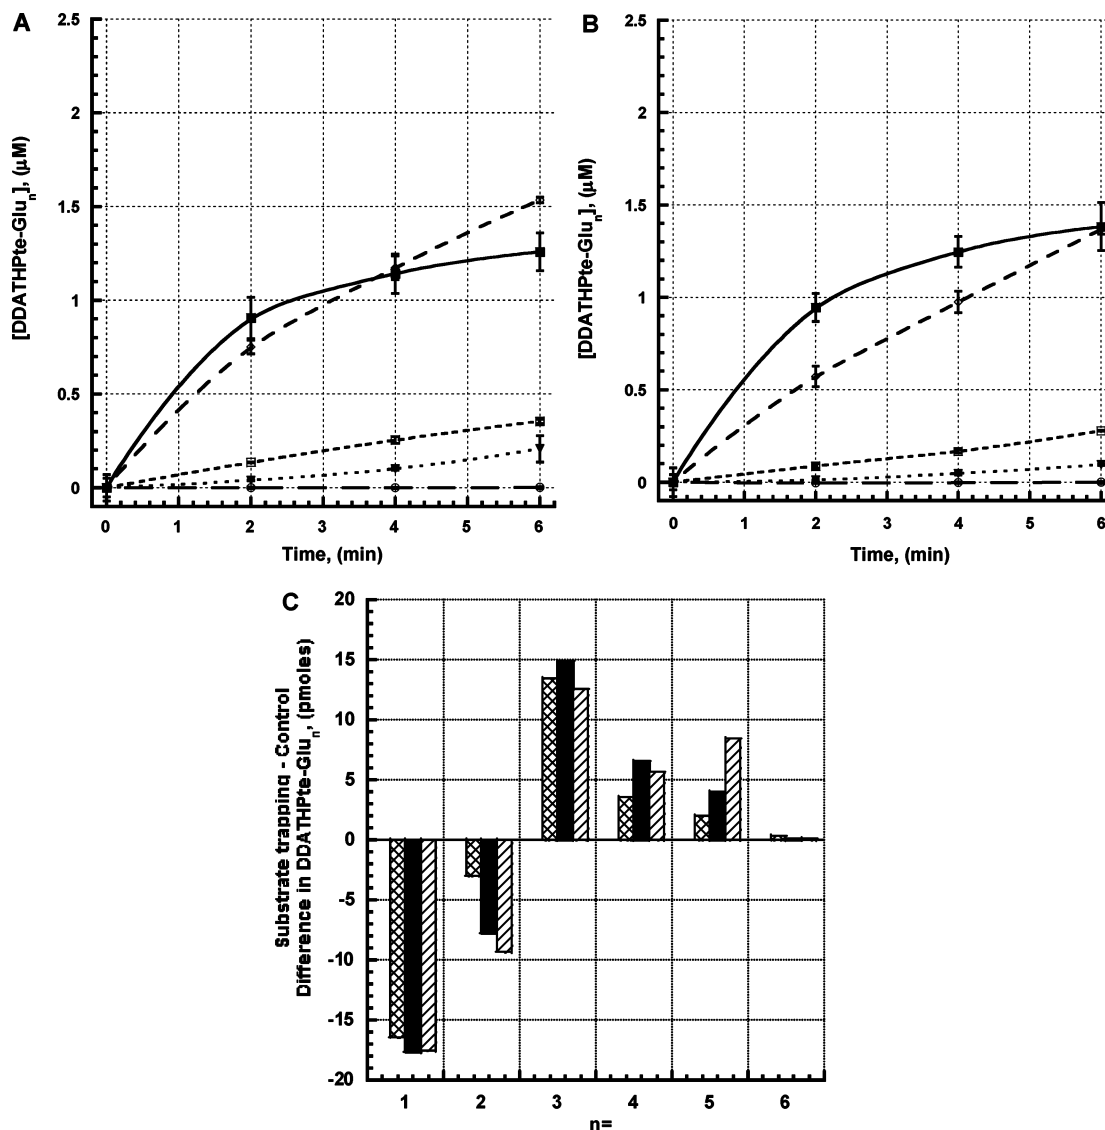 A
2.5
2
1.5
1
0.5
0
[DDATHPte-Glu n], (μM)
0 1 2 3 4 5 6
Time, (min)
B
2.5
2
1.5
1
0.5
0
[DDATHPte-Glu n], (μM)
0 1 2 3 4 5 6
Time, (min)
C
20
15
10
5
0
-5
-10
-15
-20
Substrate trapping - Control
Difference in DDATHPte-Glu n, (pmoles)
1 2 3 4 5 6
n=